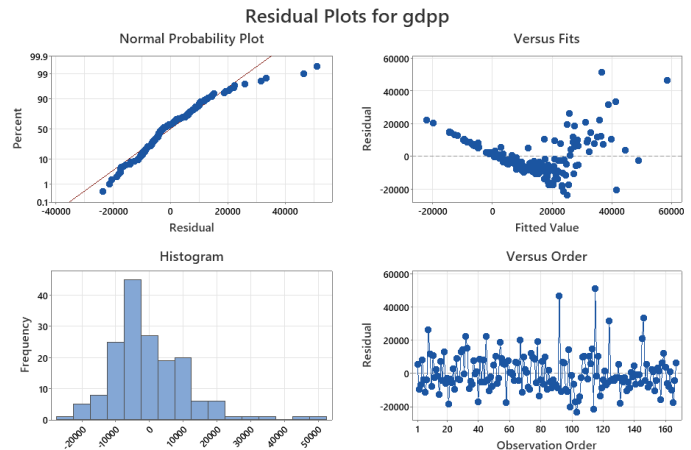 Residual Plots for gdpp
Normal Probability Plot
Versus Fits
99.9
99
90
50
10
1
0.1
Percent
-40000 -20000 0 20000 40000
Residual
60000
40000
20000
0
-20000
Residual
-20000 0 20000 40000 60000
Fitted Value
Histogram
Versus Order
40
30
20
10
0
Frequency
-20000 -10000 0 10000 20000 30000 40000 50000
Residual
60000
40000
20000
0
-20000
Residual
1 20 40 60 80 100 120 140 160
Observation Order